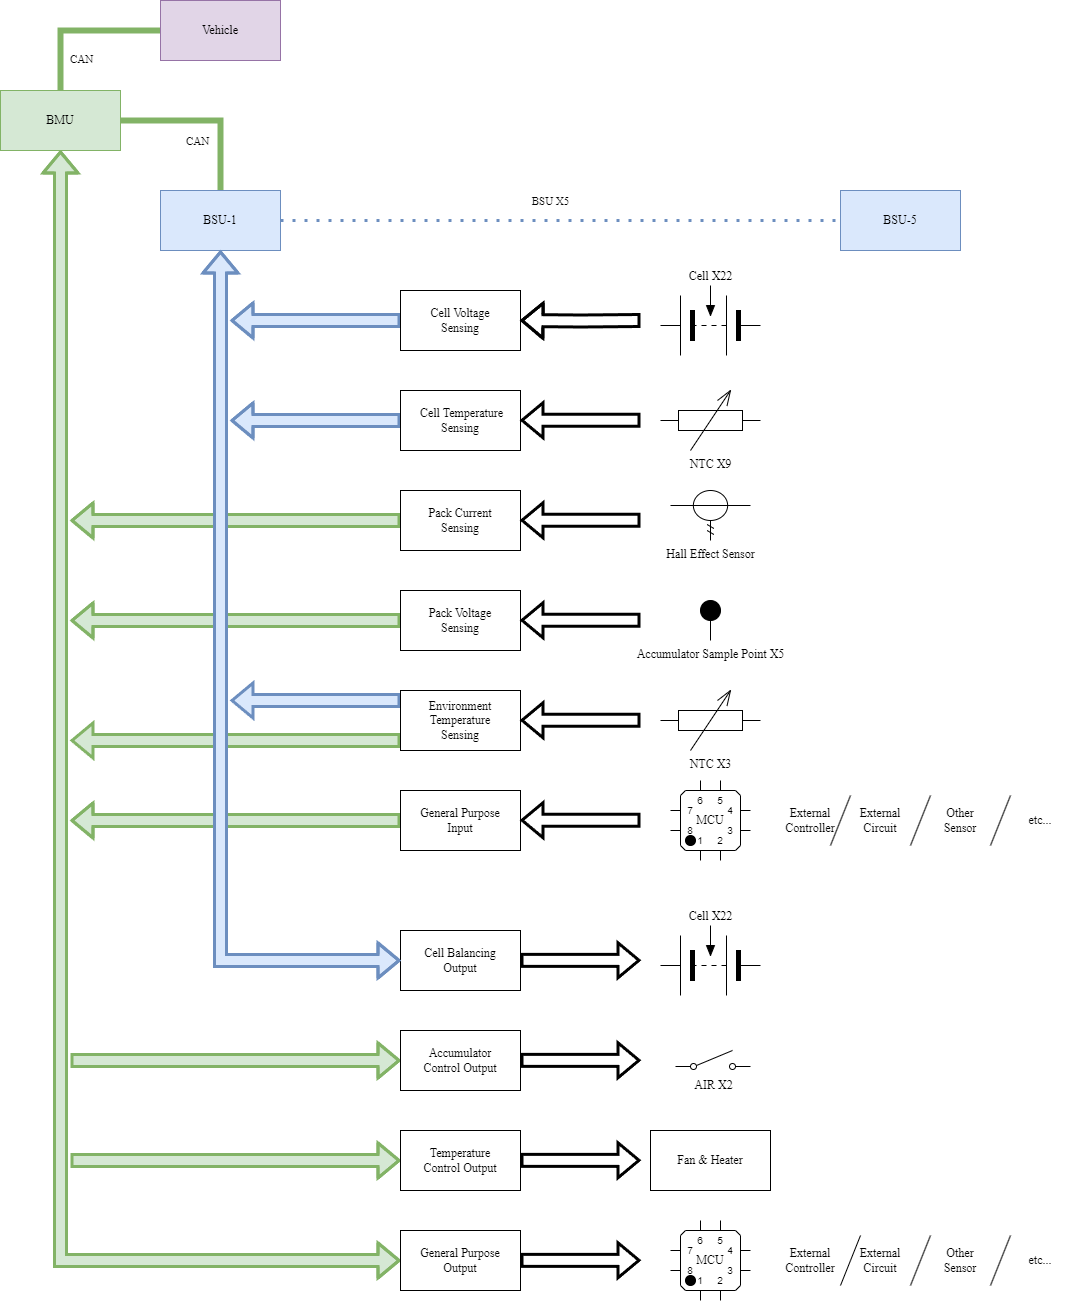 Vehicle
CAN
BMU
CAN
BSU-1
BSU X5
BSU-5
Cell X22
Cell Voltage
Sensing
Cell Temperature
Sensing
NTC X9
Pack Current
Sensing
Hall Effect Sensor
Pack Voltage
Sensing
Accumulator Sample Point X5
Environment
Temperature
Sensing
NTC X3
General Purpose
Input
6 5
7 4
MCU
8 3
1 2
External
Controller
External
Circuit
Other
Sensor
etc...
Cell X22
Cell Balancing
Output
Accumulator
Control Output
AIR X2
Temperature
Control Output
Fan & Heater
General Purpose
Output
6 5
7 4
MCU
8 3
1 2
External
Controller
External
Circuit
Other
Sensor
etc...